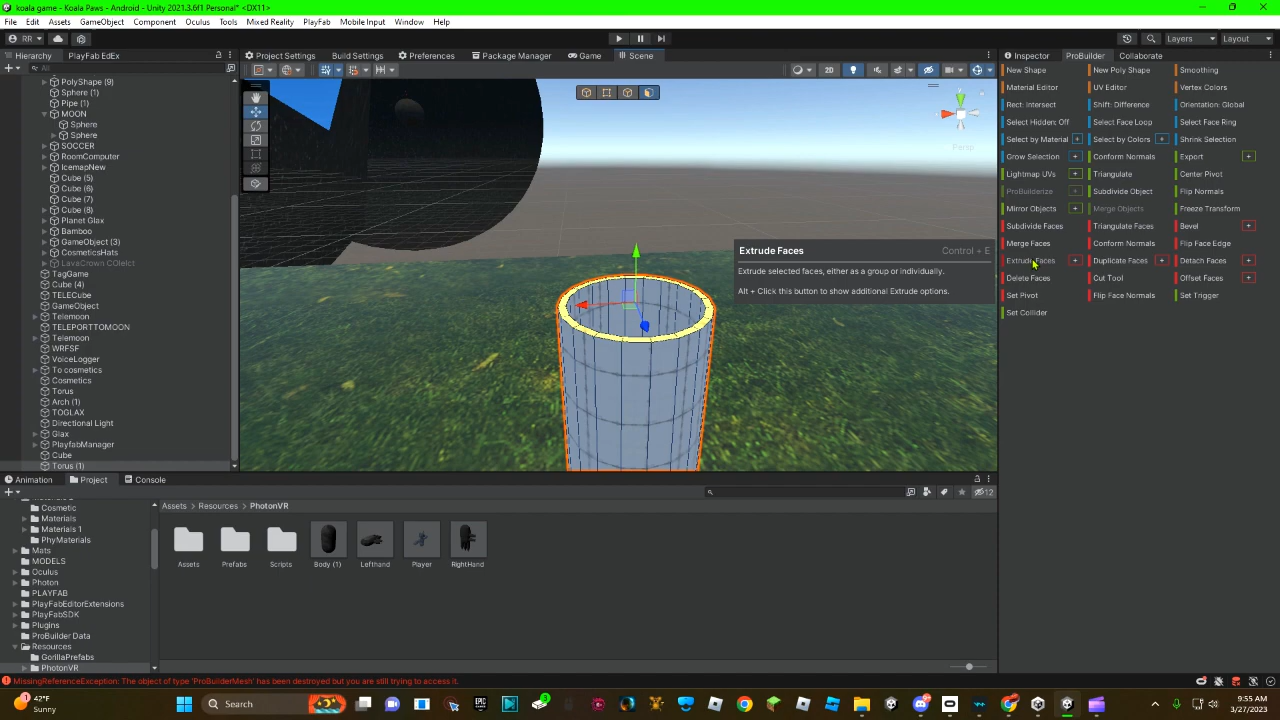 koala game - Koala Paws - Android - Unity 2021.3.6f1 Personal* <DX11>
File Edit Assets GameObject Component Cinemachine Oculus Tools Mixed Reality PlayFab Mobile Input Window Help
RR Layers Layout
Hierarchy PlayFab EdEx Project Settings Build Settings Preferences Package Manager Game Scene Inspector ProBuilder Collaborate
All
2D
PolyShape (9)
Sphere (1)
Pipe (1)
MOON
Sphere
Sphere
SOCCER
RoomComputer
IcemapNew
Cube (5)
Cube (6)
Cube (7)
Cube (8)
Planet Glax
Bamboo
GameObject (3)
CosmeticsHats
TagGame
Cube (4)
TELECube
GameObject
Telemoon
TELEPORTTOMOON
Telemoon
WRFSF
VoiceLogger
To cosmetics
Cosmetics
Torus
Arch (1)
TOGLAX
Directional Light
Glax
PlayfabManager
Cube
Torus (1)
Persp
Extrude Faces Control + E
Extrude selected faces, either as a group or individually.
Alt + Click this button to show additional Extrude options.
New Shape New Poly Shape Smoothing
Material Editor UV Editor Vertex Colors
Rect: Intersect Shift: Difference Orientation: Global
Select Hidden: Off Select Face Loop Select Face Ring
Select by Material + Select by Colors + Shrink Selection
Grow Selection + Conform Normals Export +
Lightmap UVs + Triangulate Center Pivot
ProBuilderize + Subdivide Object Flip Normals
Mirror Objects + Merge Objects Freeze Transform
Subdivide Faces Triangulate Faces Bevel +
Merge Faces Conform Normals Flip Face Edge
Extrude Faces + Duplicate Faces + Detach Faces +
Delete Faces Cut Tool Offset Faces +
Set Pivot Flip Face Normals Set Trigger
Set Collider
Animation Project Console
12
Cosmetic
Materials
Materials 1
PhyMaterials
Mats
MODELS
Oculus
Photon
PLAYFAB
PlayFabEditorExtensions
PlayFabSDK
Plugins
ProBuilder Data
Resources
GorillaPrefabs
PhotonVR
Assets > Resources > PhotonVR
Assets Prefabs Scripts Body (1) Lefthand Player RightHand
MissingReferenceException: The object of type 'ProBuilderMesh' has been destroyed but you are still trying to access it.
42°F
Sunny
Search
9:55 AM
3/27/2023